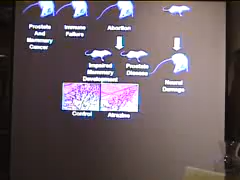 Prostate
And
Mammary
Cancer
Immune
Failure
Abortion
Impaired
Mammary
Development
Prostate
Disease
Neural
Damage
Control
Atrazine